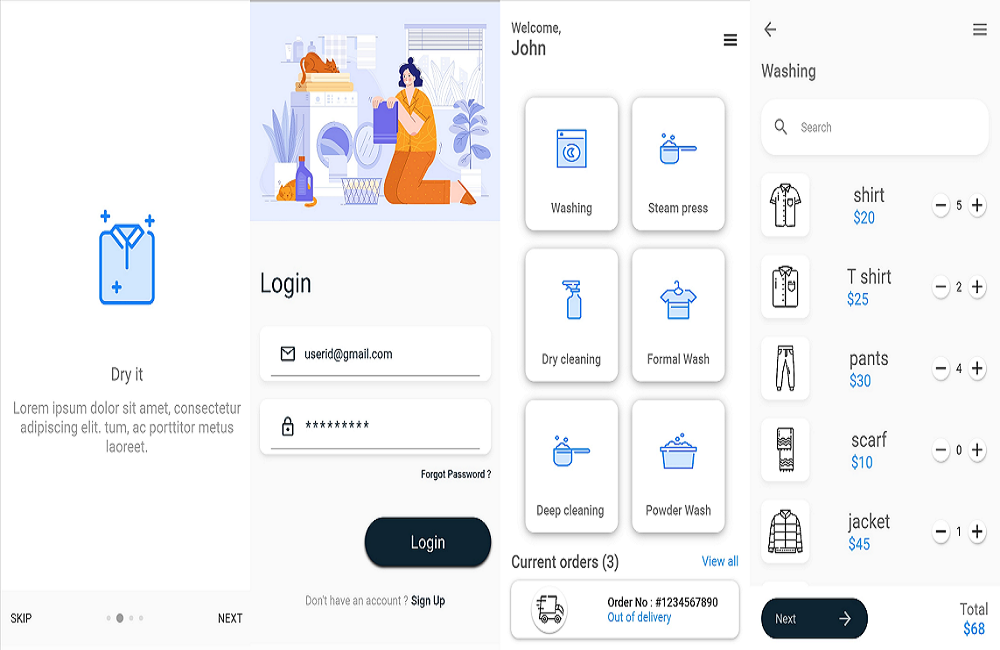 Dry it
Lorem ipsum dolor sit amet, consectetur
adipiscing elit. tum, ac porttitor metus
laoreet.
SKIP
NEXT
Login
userid@gmail.com
*********
Forgot Password ?
Login
Don't have an account ? Sign Up
Welcome,
John
Washing
Steam press
Dry cleaning
Formal Wash
Deep cleaning
Powder Wash
Current orders (3)
View all
Order No : #1234567890
Out of delivery
Washing
Search
shirt
$20
5
T shirt
$25
2
pants
$30
4
scarf
$10
0
jacket
$45
1
Next
Total
$68